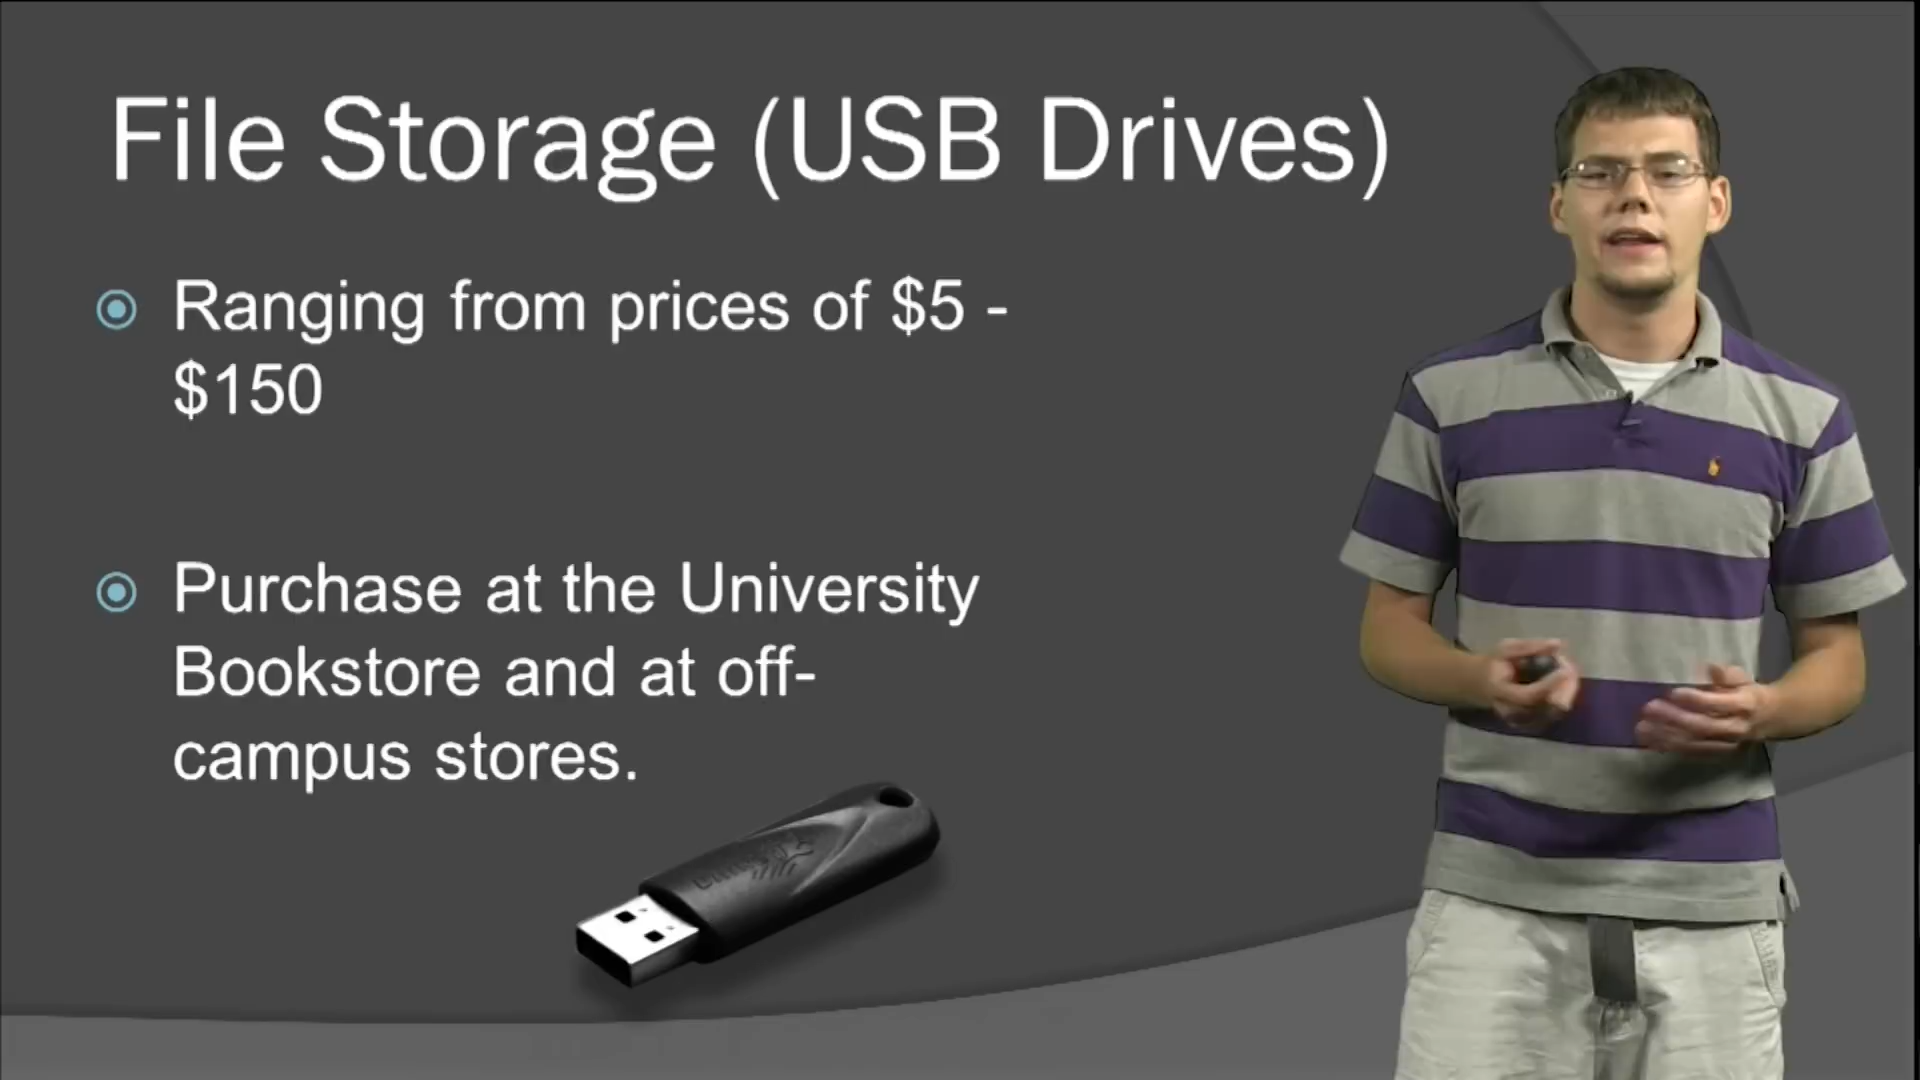 File Storage (USB Drives)
Ranging from prices of $5 -
$150
Purchase at the University
Bookstore and at off-
campus stores.